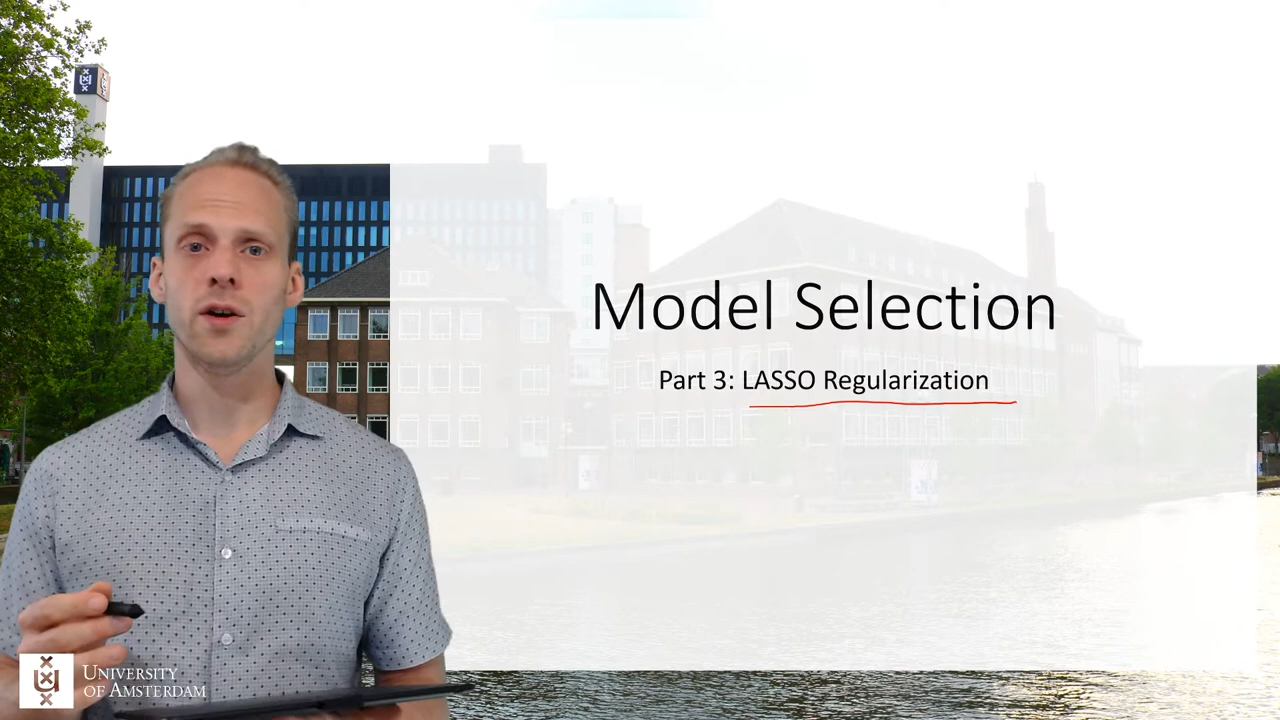 Model Selection
Part 3: LASSO Regularization
UNIVERSITY
OF AMSTERDAM